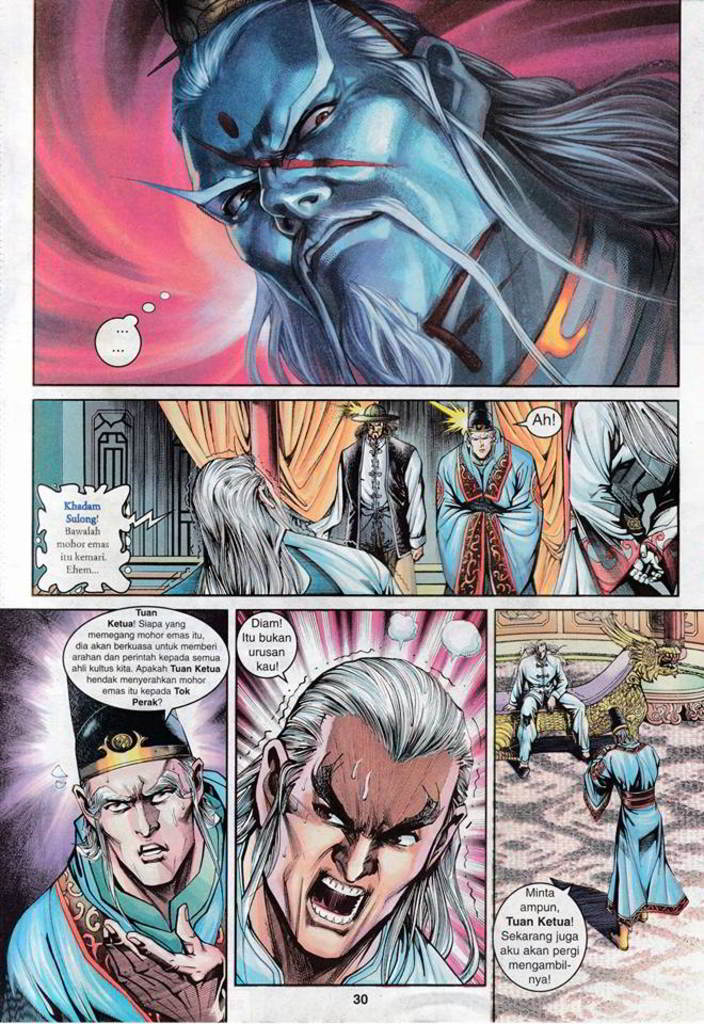 ...
...
Ah!
Khadam
Sulong!
Bawalah
mohor emas
itu kemari.
Ehem...
Tuan
Ketua! Siapa yang
memegang mohor emas itu,
dia akan berkuasa untuk memberi
arahan dan perintah kepada semua
ahli kultus kita. Apakah Tuan Ketua
hendak menyerahkan mohor
emas itu kepada Tok
Perak?
Diam!
Itu bukan
urusan
kau!
Minta
ampun,
Tuan Ketua!
Sekarang juga
aku akan pergi
mengambil-
nya!
30